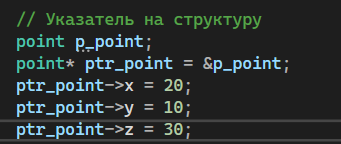 // Указатель на структуру
point p_point;
point* ptr_point = &p_point;
ptr_point->x = 20;
ptr_point->y = 10;
ptr_point->z = 30;